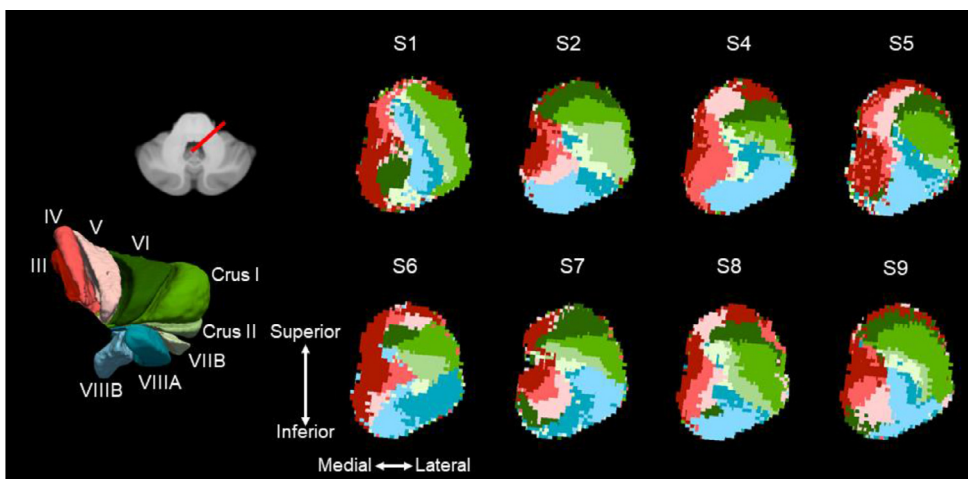 S1
S2
S4
S5
IV
V
VI
III
Crus I
Crus II
VIIB
VIIIA
VIIIB
S6
S7
S8
S9
Superior
Inferior
Medial
Lateral